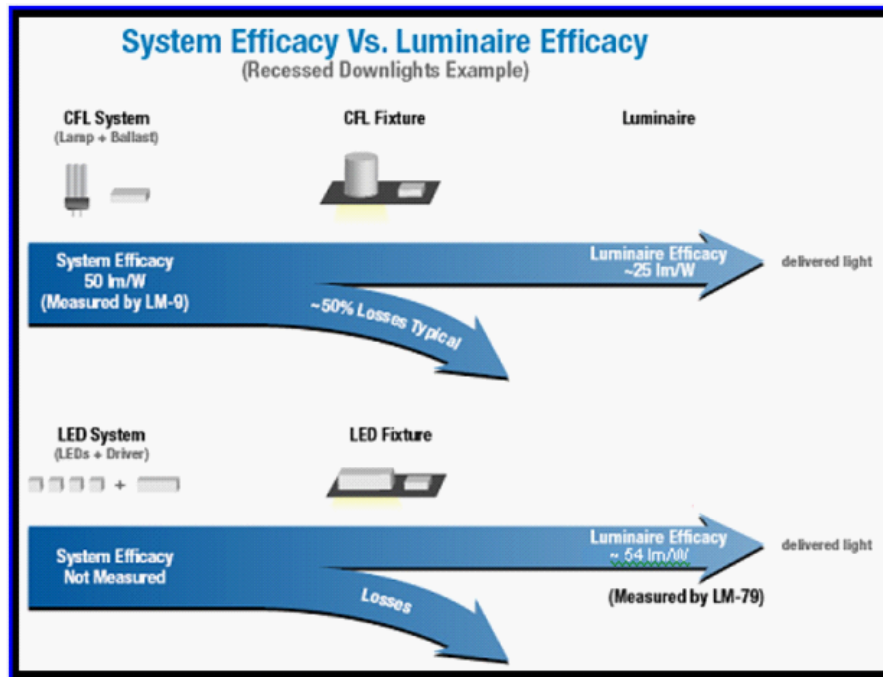 System Efficacy Vs. Luminaire Efficacy
(Recessed Downlights Example)
CFL System
(Lamp + Ballast)
CFL Fixture
Luminaire
System Efficacy
50 lm/W
(Measured by LM-9)
Luminaire Efficacy
~25 lm/W
delivered light
~50% Losses Typical
LED System
(LEDs + Driver)
LED Fixture
+
System Efficacy
Not Measured
Luminaire Efficacy
~ 54 lm/W
delivered light
Losses
(Measured by LM-79)